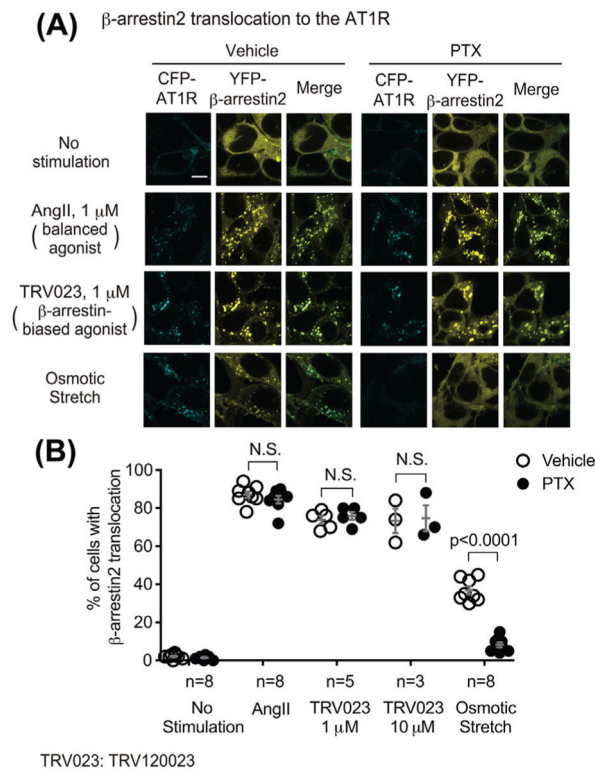 (A) β-arrestin2 translocation to the AT1R
Vehicle PTX
CFP- YFP- Merge CFP- YFP- Merge
AT1R β-arrestin2 AT1R β-arrestin2
No
stimulation
AngII, 1 μM
( balanced )
agonist
TRV023, 1 μM
( β-arrestin- )
biased agonist
Osmotic
Stretch
(B)
Vehicle
PTX
N.S. N.S. N.S.
p<0.0001
% of cells with
β-arrestin2 translocation
100
80
60
40
20
0
n=8 n=8 n=5 n=3 n=8
No AngII TRV023 TRV023 Osmotic
Stimulation 1 μM 10 μM Stretch
TRV023: TRV120023